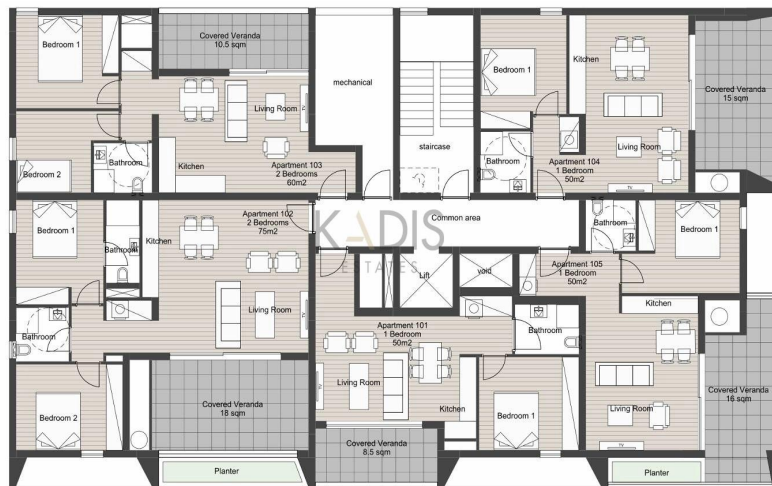 Bedroom 1
Covered Veranda
10.5 sqm
mechanical
staircase
Bedroom 1
Kitchen
Covered Veranda
15 sqm
Living Room
Living Room
Bathroom
Bedroom 2
Kitchen
Apartment 103
2 Bedrooms
60m2
Bathroom
Apartment 104
1 Bedroom
50m2
TV
Bedroom 1
Bathroom
Kitchen
Apartment 102
2 Bedrooms
75m2
Common area
KADIS
ESTATES
Lift
void
Bathroom
Bedroom 1
Apartment 105
1 Bedroom
50m2
Kitchen
Living Room
Bathroom
Apartment 101
1 Bedroom
50m2
Bathroom
Living Room
Kitchen
Bedroom 1
Living Room
TV
Bedroom 2
Covered Veranda
18 sqm
Covered Veranda
8.5 sqm
Covered Veranda
16 sqm
Planter
Planter